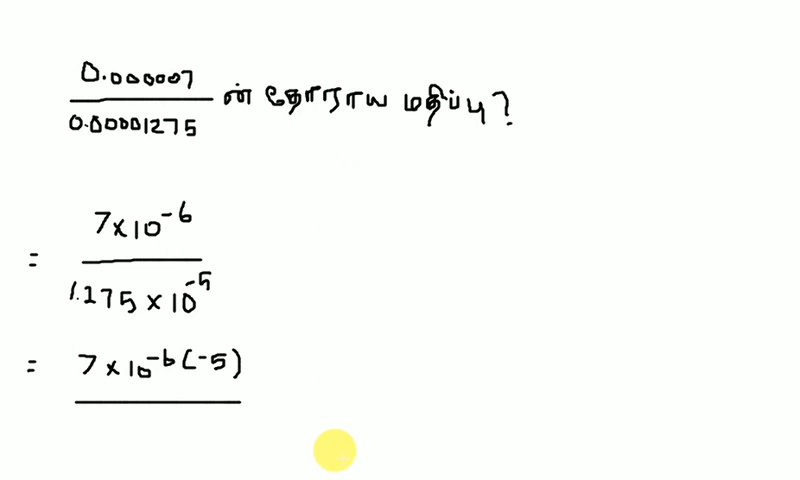 0.000007
0.00001275
ன் தோராய மதிப்பு?
7×10⁻⁶
=
1.275 × 10⁻⁵
= 7 × 10⁻⁶(-5)